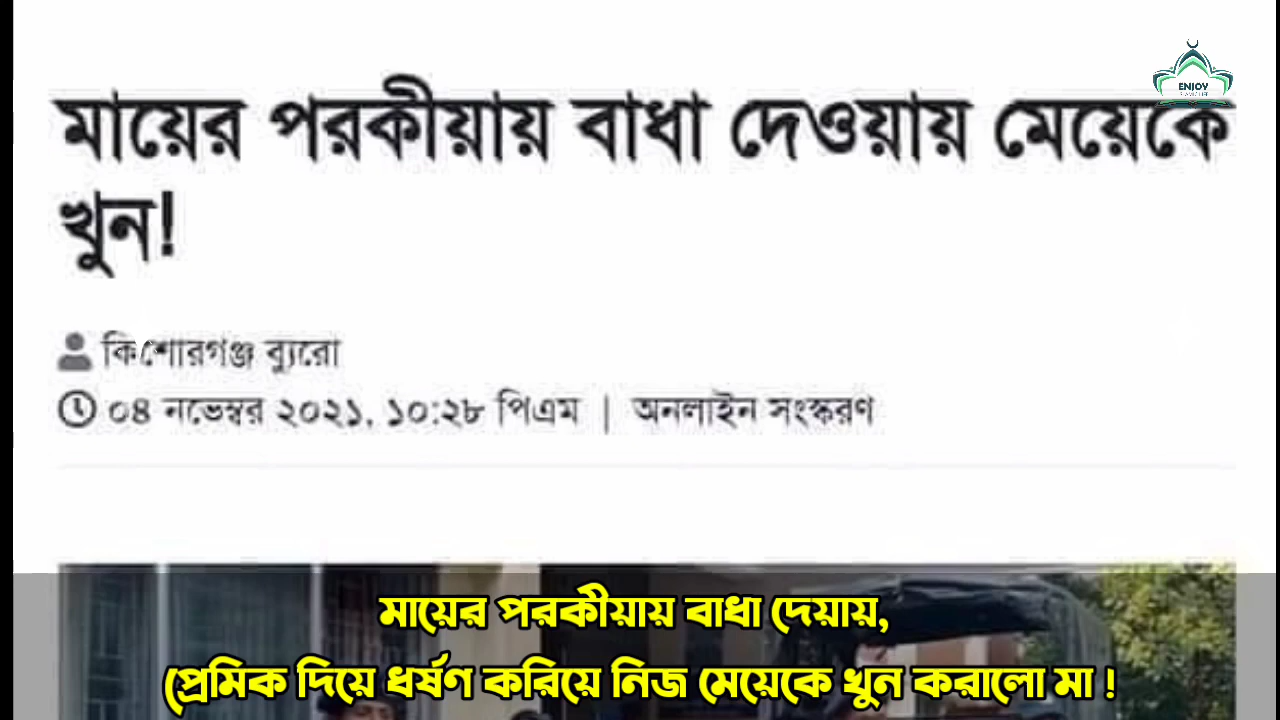 ENJOY
মায়ের পরকীয়ায় বাধা দেওয়ায় মেয়েকে
খুন!
কিশোরগঞ্জ ব্যুরো
০৪ নভেম্বর ২০২১, ১০:২৮ পিএম | অনলাইন সংস্করণ
মায়ের পরকীয়ায় বাধা দেয়ায়,
প্রেমিক দিয়ে ধর্ষণ করিয়ে নিজ মেয়েকে খুন করালো মা !